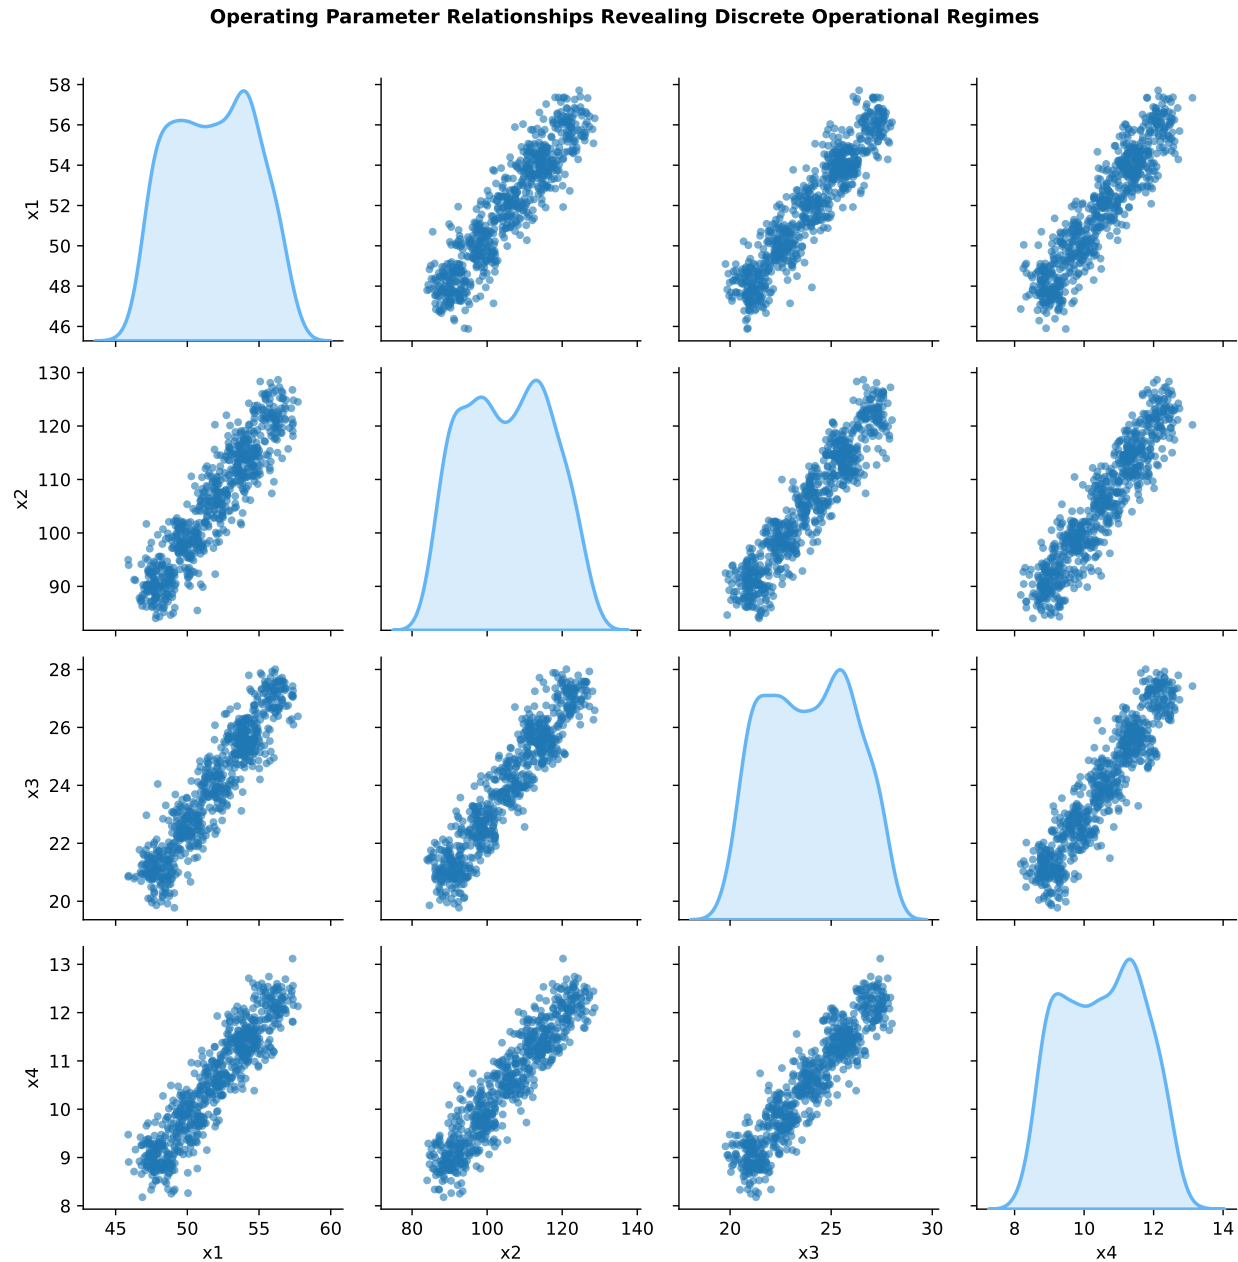 Operating Parameter Relationships Revealing Discrete Operational Regimes
58
56
54
52
50
48
46
x1
130
120
110
100
90
x2
28
26
24
22
20
x3
13
12
11
10
9
8
x4
45 50 55 60
80 100 120 140
20 25 30
8 10 12 14
x1 x2 x3 x4